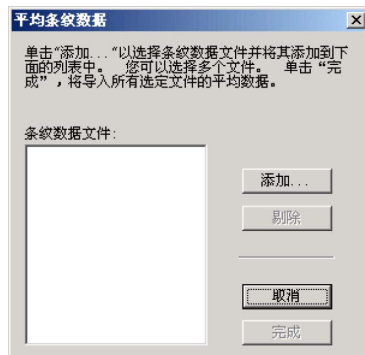 平均条纹数据
单击“添加..."以选择条纹数据文件并将其添加到下
面的列表中。 您可以选择多个文件。 单击“完
成”，将导入所有选定文件的平均数据。
条纹数据文件:
添加...
剔除
取消
完成